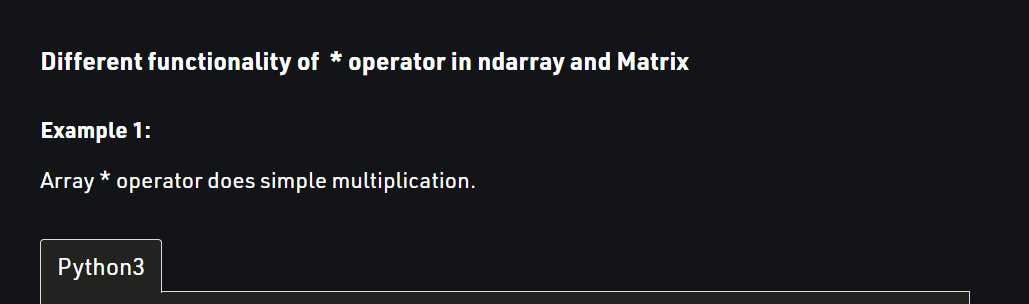 Different functionality of * operator in ndarray and Matrix
Example 1:
Array * operator does simple multiplication.
Python3